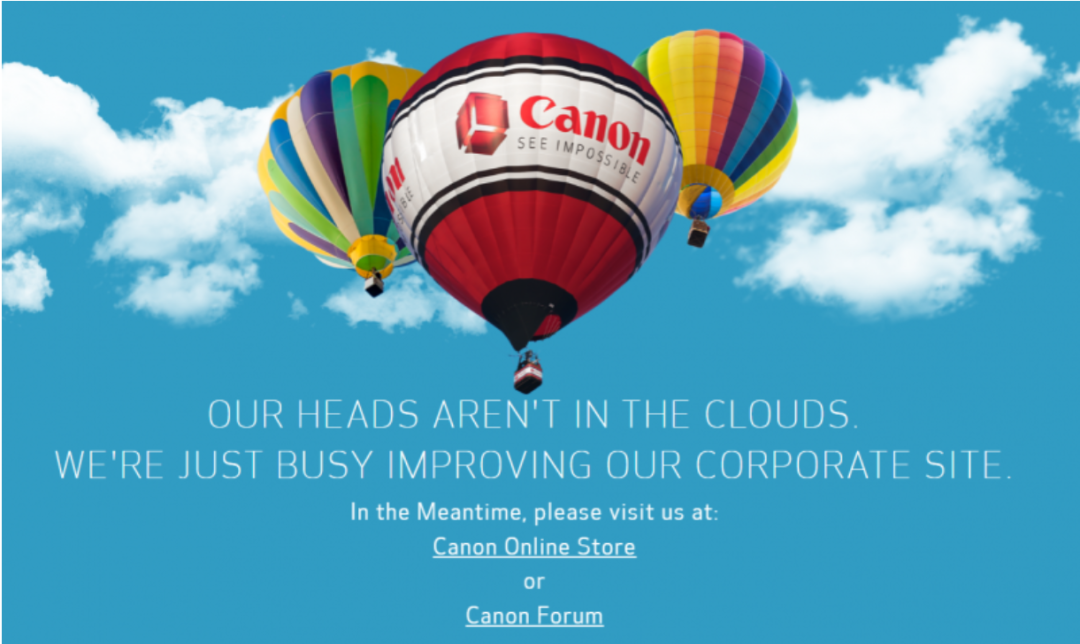 Canon
SEE IMPOSSIBLE
OUR HEADS AREN'T IN THE CLOUDS.
WE'RE JUST BUSY IMPROVING OUR CORPORATE SITE.
In the Meantime, please visit us at:
Canon Online Store
or
Canon Forum